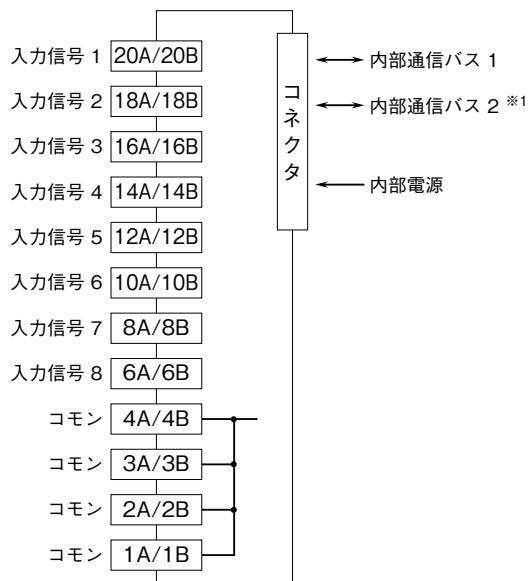 入力信号 1 20A/20B
入力信号 2 18A/18B
入力信号 3 16A/16B
入力信号 4 14A/14B
入力信号 5 12A/12B
入力信号 6 10A/10B
入力信号 7 8A/8B
入力信号 8 6A/6B
コモン 4A/4B
コモン 3A/3B
コモン 2A/2B
コモン 1A/1B
コネクタ
内部通信バス 1
内部通信バス 2 ※1
内部電源